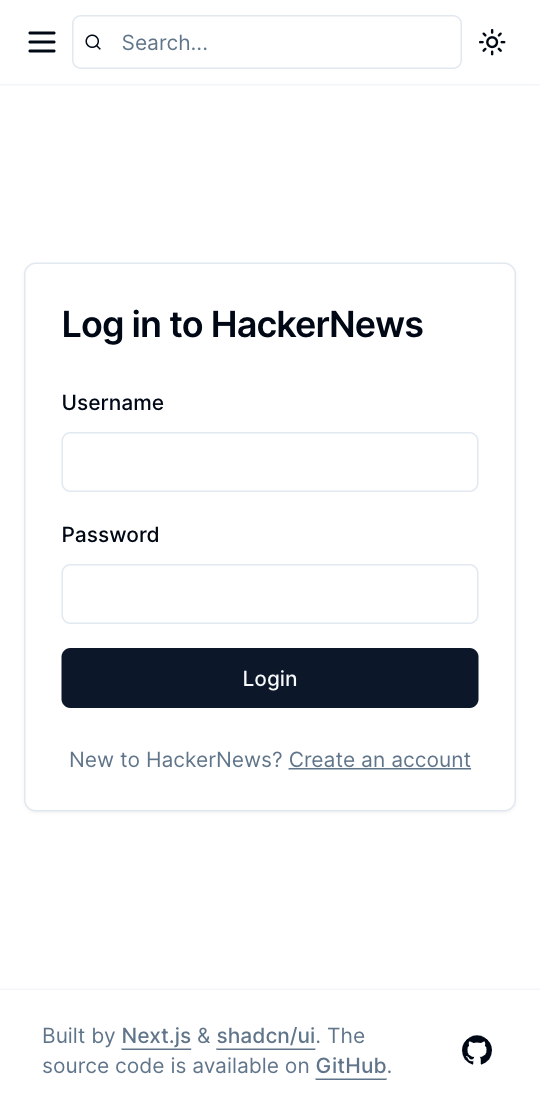 Search...
Log in to HackerNews
Username
Password
Login
New to HackerNews? Create an account
Built by Next.js & shadcn/ui. The
source code is available on GitHub.